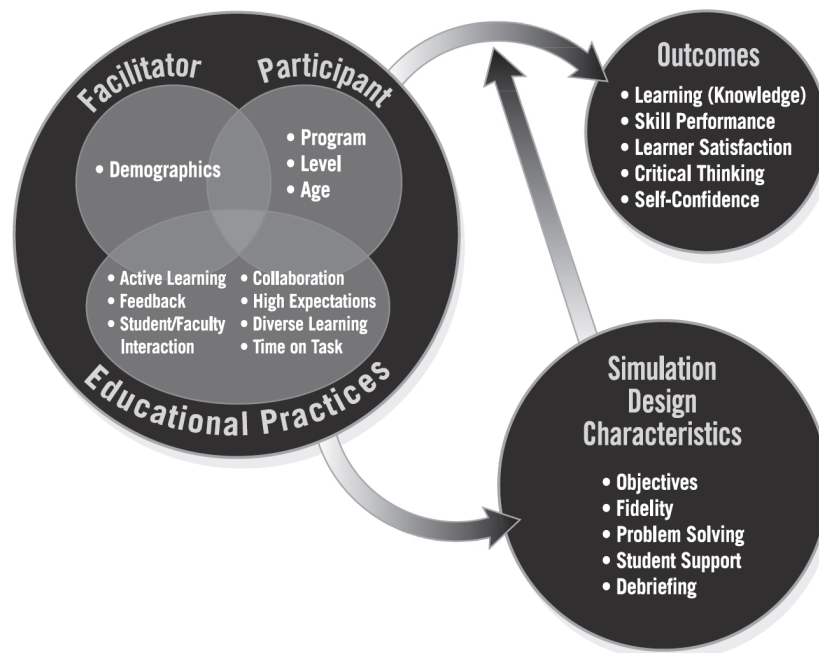 Facilitator
Participant
• Demographics
• Program
• Level
• Age
• Active Learning
• Feedback
• Student/Faculty
Interaction
• Collaboration
• High Expectations
• Diverse Learning
• Time on Task
Educational Practices
Outcomes
• Learning (Knowledge)
• Skill Performance
• Learner Satisfaction
• Critical Thinking
• Self-Confidence
Simulation
Design
Characteristics
• Objectives
• Fidelity
• Problem Solving
• Student Support
• Debriefing